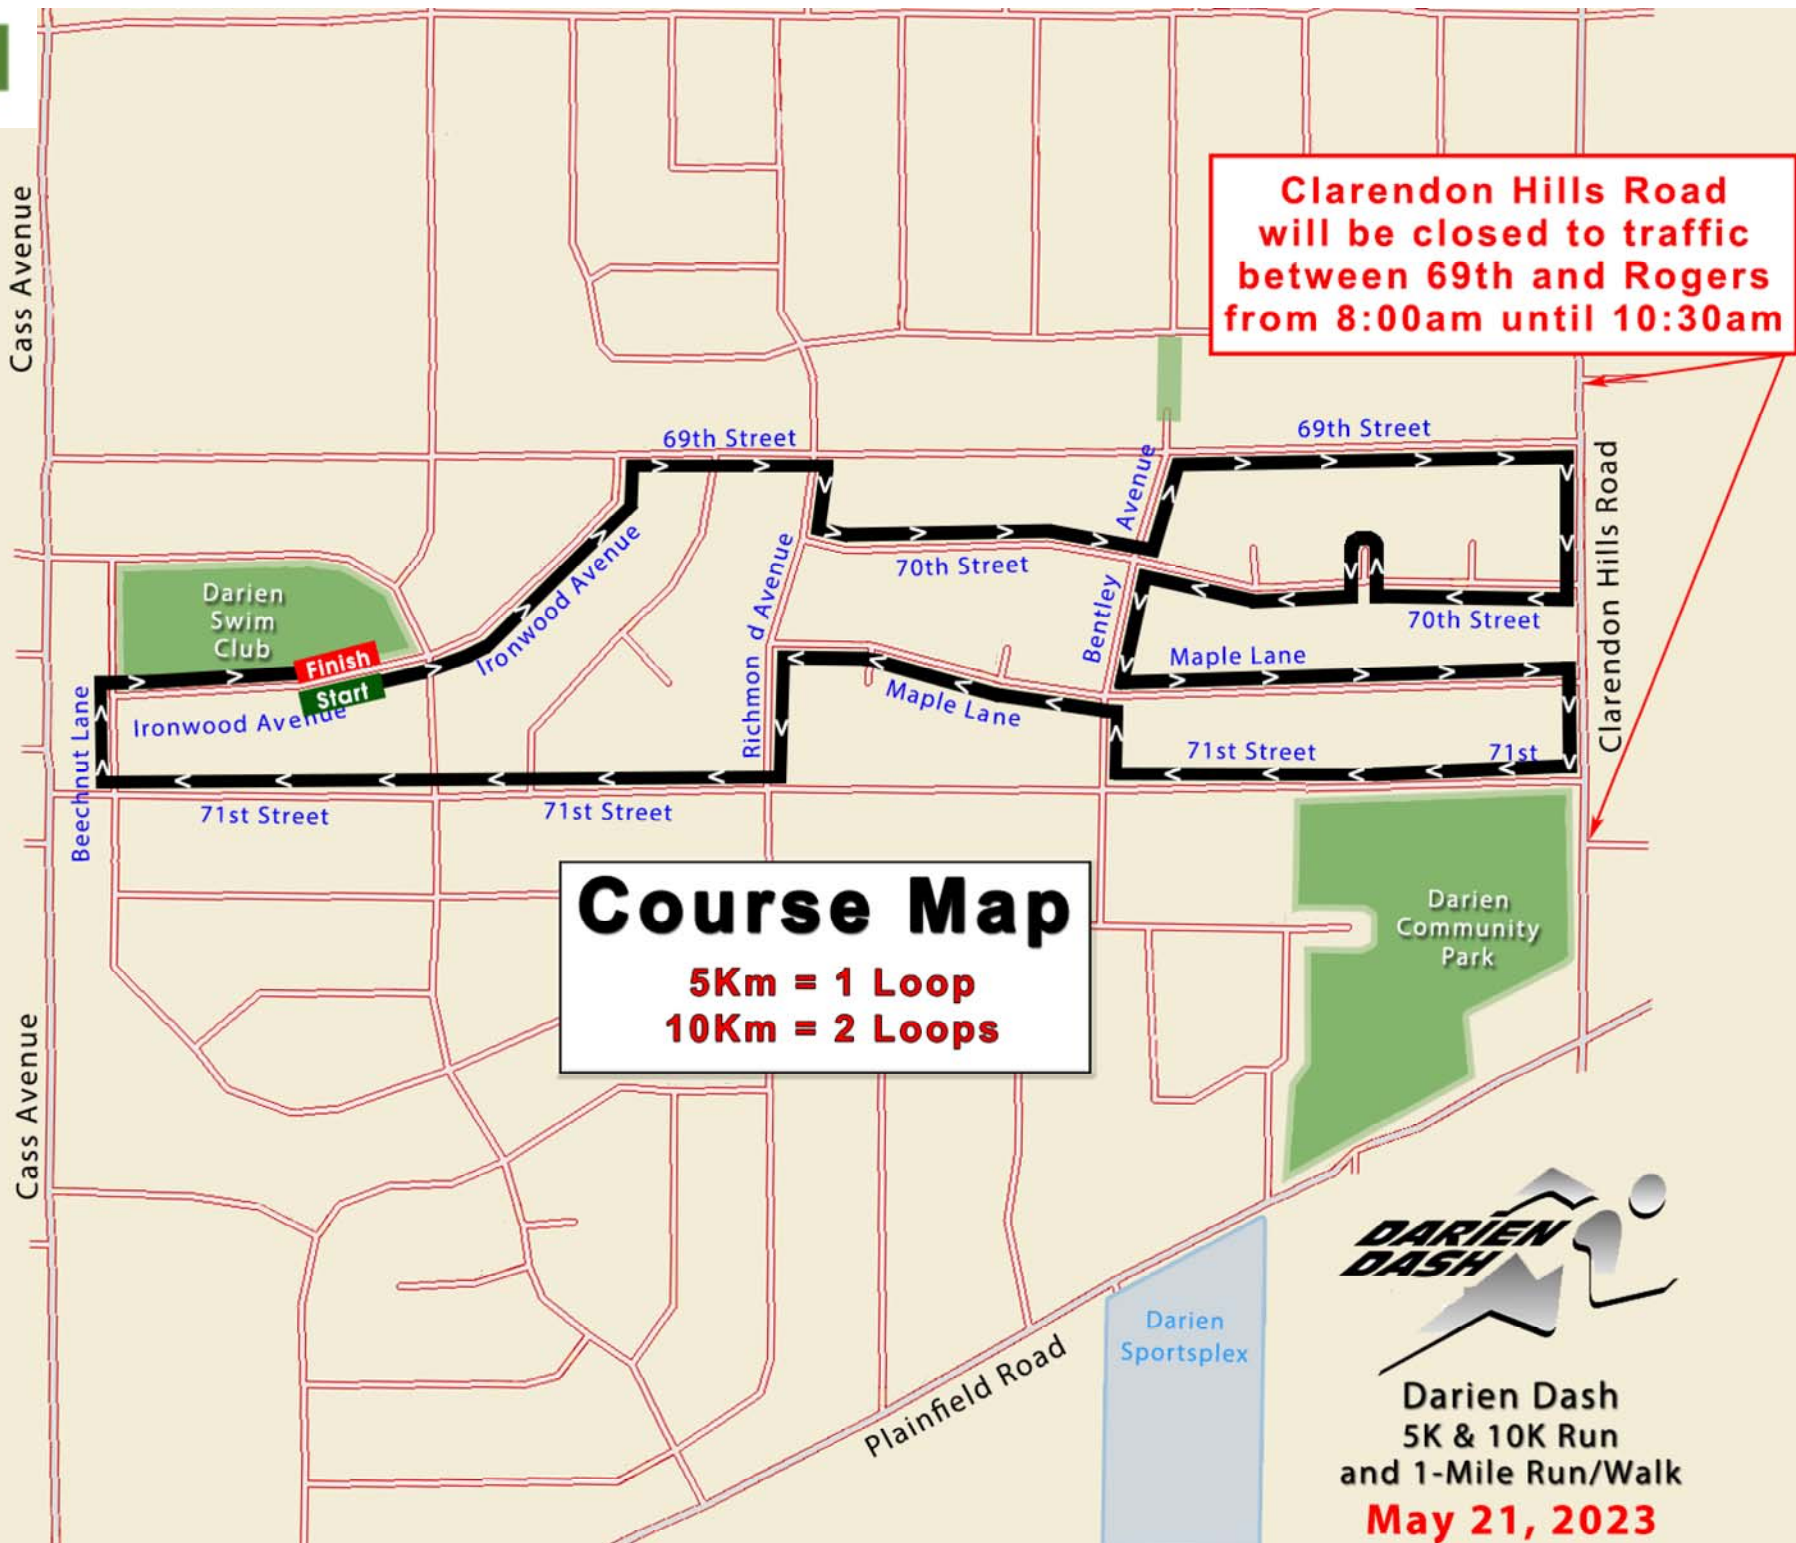 Clarendon Hills Road
will be closed to traffic
between 69th and Rogers
from 8:00am until 10:30am
Cass Avenue
69th Street
69th Street
Avenue
Clarendon Hills Road
Ironwood Avenue
Richmon d Avenue
70th Street
Bentley
70th Street
Darien
Swim
Club
Finish
Start
Maple Lane
Maple Lane
Beechnut Lane
Ironwood Avenue
71st Street
71st
71st Street
71st Street
Course Map
5Km = 1 Loop
10Km = 2 Loops
Darien
Community
Park
Cass Avenue
Plainfield Road
Darien
Sportsplex
DARIEN
DASH
Darien Dash
5K & 10K Run
and 1-Mile Run/Walk
May 21, 2023